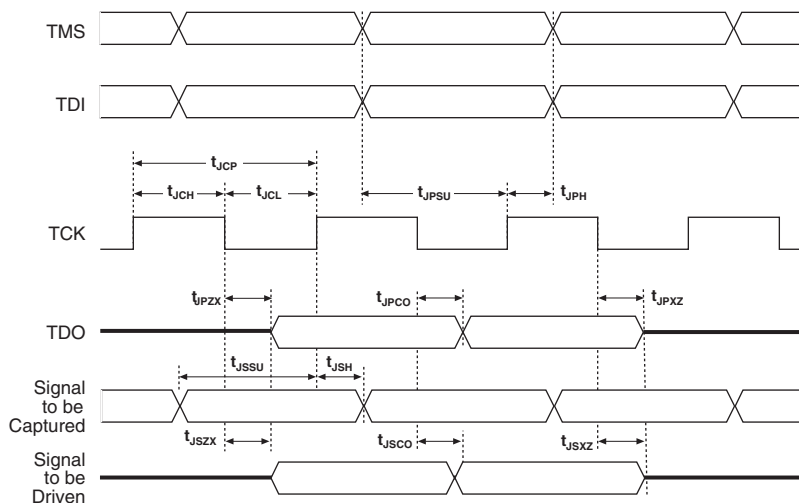 TMS
TDI
tJCP
tJCH
tJCL
tJPSU
tJPH
TCK
tJPZX
tJPCO
tJPXZ
TDO
tJSSU
tJSH
Signal
to be
Captured
tJSZX
tJSCO
tJSXZ
Signal
to be
Driven